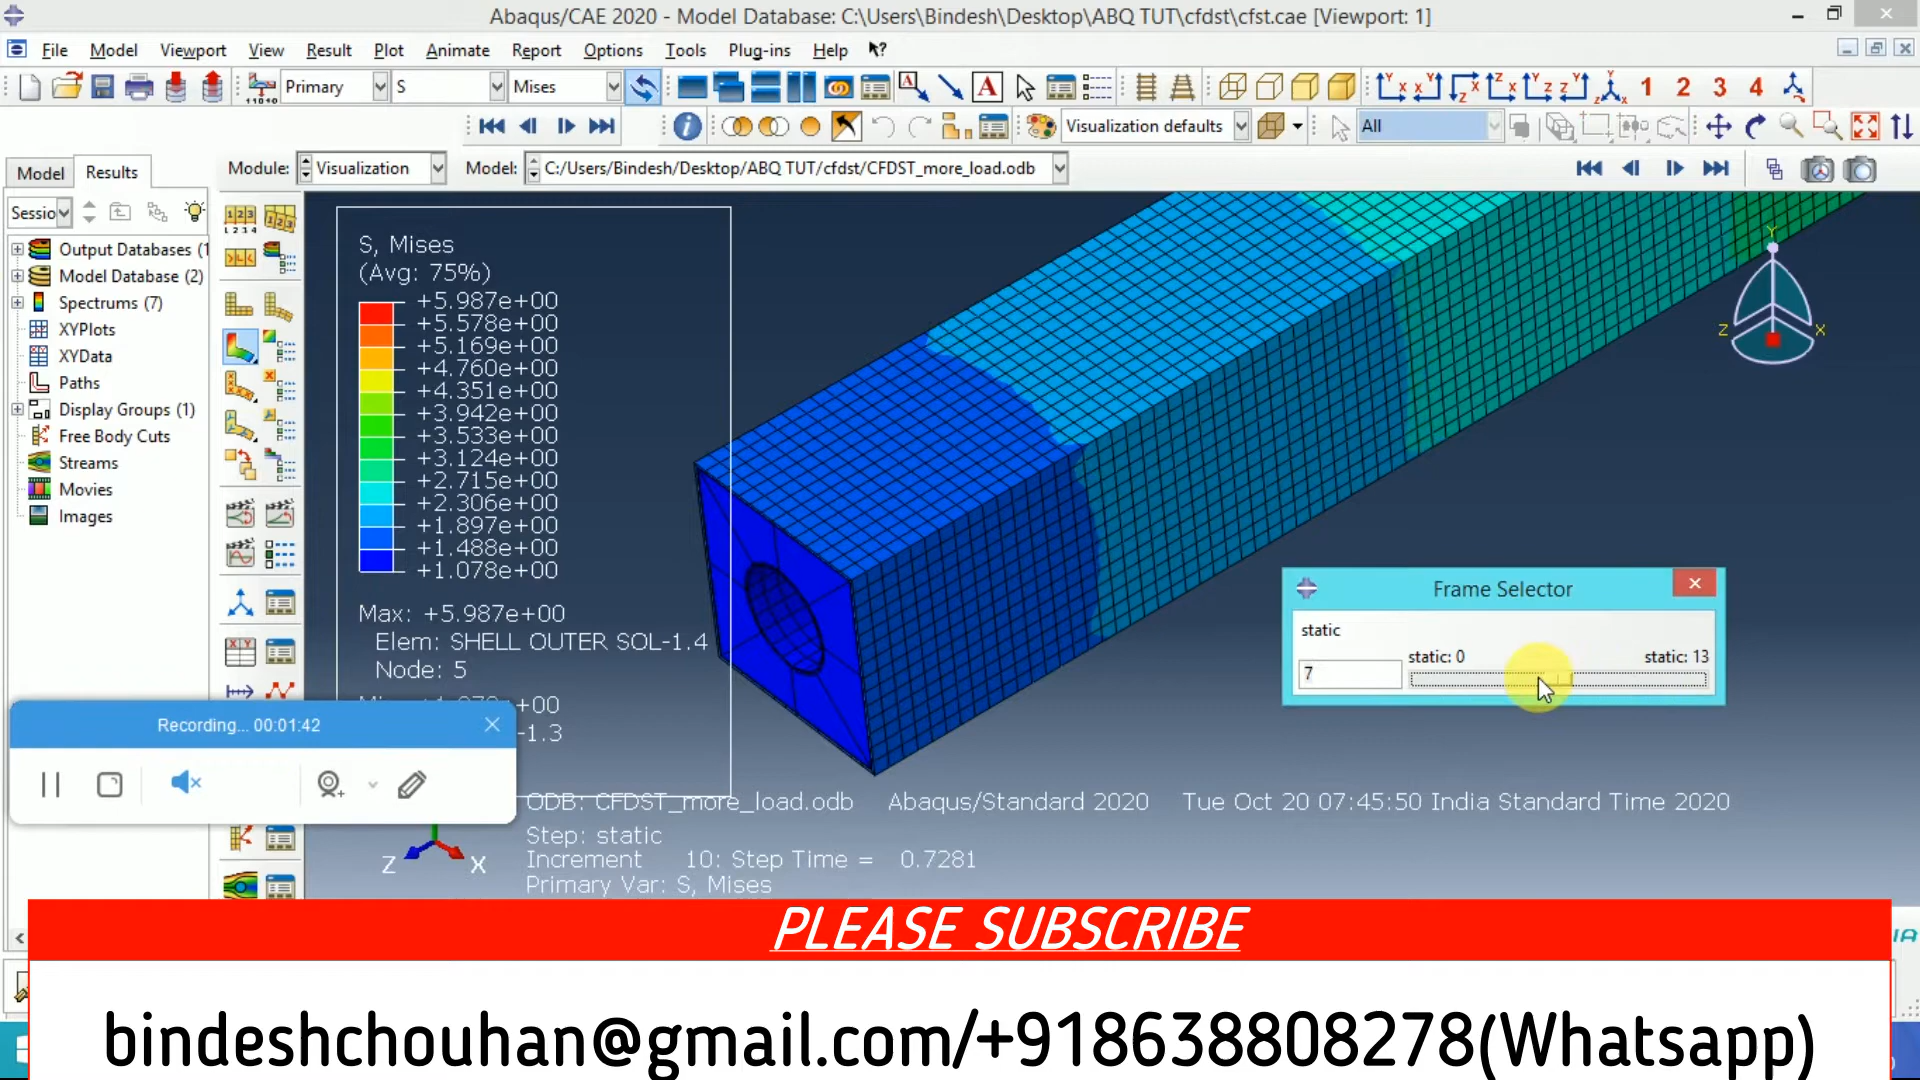 Abaqus/CAE 2020 - Model Database: C:\Users\Bindesh\Desktop\ABQ TUT\cfdst\cfst.cae [Viewport: 1]
File Model Viewport View Result Plot Animate Report Options Tools Plug-ins Help
Primary S Mises
1 2 3 4
Visualization defaults All
Model Results
Module: Visualization Model: C:/Users/Bindesh/Desktop/ABQ TUT/cfdst/CFDST_more_load.odb
Sessio
Output Databases (1
Model Database (2)
Spectrums (7)
XYPlots
XYData
Paths
Display Groups (1)
Free Body Cuts
Streams
Movies
Images
S, Mises
(Avg: 75%)
+5.987e+00
+5.578e+00
+5.169e+00
+4.760e+00
+4.351e+00
+3.942e+00
+3.533e+00
+3.124e+00
+2.715e+00
+2.306e+00
+1.897e+00
+1.488e+00
+1.078e+00
Max: +5.987e+00
Elem: SHELL OUTER SOL-1.4
Node: 5
+00
-1.3
Y
Z X
Frame Selector
static
static: 0 static: 13
7
Recording... 00:01:42
ODB: CFDST_more_load.odb Abaqus/Standard 2020 Tue Oct 20 07:45:50 India Standard Time 2020
Step: static
Increment 10: Step Time = 0.7281
Primary Var: S, Mises
Z X
PLEASE SUBSCRIBE
bindeshchouhan@gmail.com/+918638808278(Whatsapp)